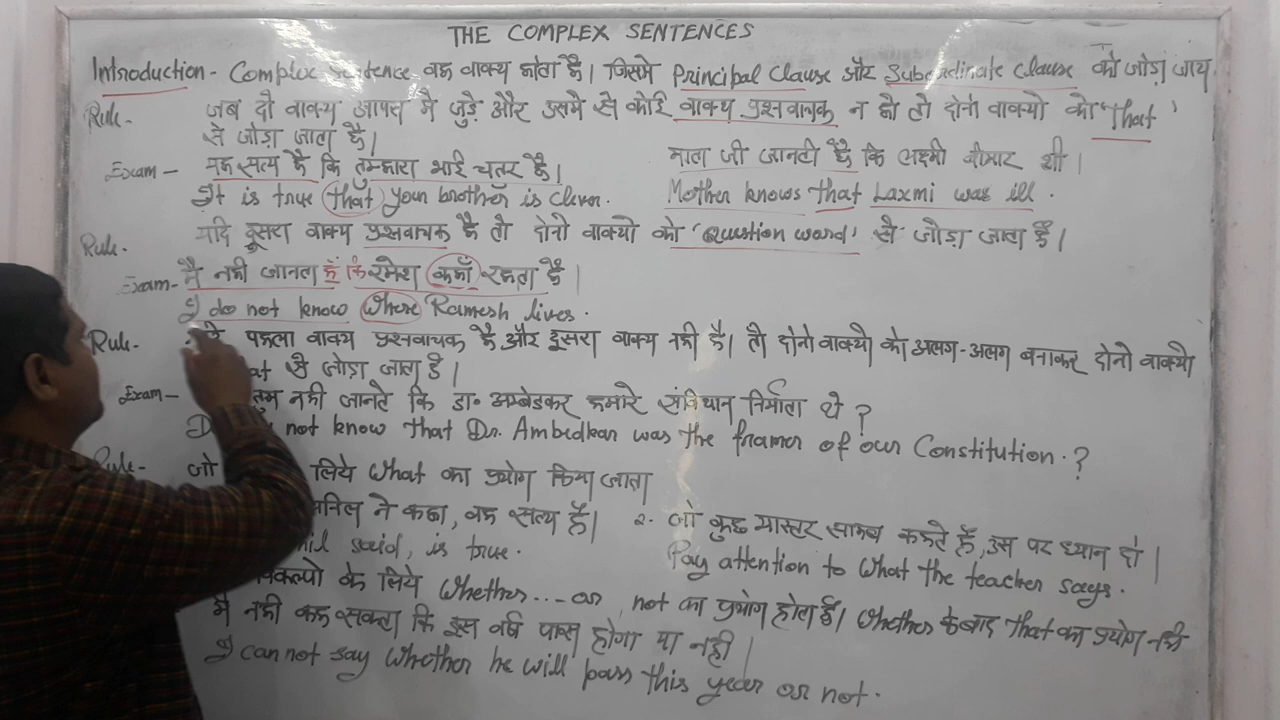 THE COMPLEX SENTENCES
Introduction - Complex Sentence वह वाक्य होता है। जिसमे Principal Clause और Subordinate Clause को जोड़ा जाय
Rule- जब दो वाक्य आपस मे जुड़े और उसमे से कोई वाक्य प्रश्नवाचक न हो तो दोनो वाक्यो को 'that'
से जोड़ा जाता है।
Exam - यह सत्य है कि तुम्हारा भाई चतर है। माता जी जानती है कि लक्ष्मी बीमार थी।
It is true that your brother is clever. Mother knows that Laxmi was ill.
Rule- यदि दूसरा वाक्य प्रश्नवाचक है तो दोनो वाक्यो को 'Question word' से जोड़ा जाता है।
Exam- मै नही जानता हूँ कि रमेश कहाँ रहता है।
I do not know where Ramesh lives.
Rule- पहला वाक्य प्रश्नवाचक है और दूसरा वाक्य नही है। तो दोनो वाक्यो को अलग-अलग बनाकर दोनो वाक्यो
से जोड़ा जाता है।
Exam- तुम नही जानते कि डा॰ अम्बेडकर हमारे संविधान निर्माता थे?
not know that Dr. Ambedkar was the framer of our Constitution.?
Rule- जो लिये What का प्रयोग किया जाता
ने कहा, वह सत्य है। 2. जो कुछ मास्टर साहब कहते है, उस पर ध्यान दो।
said, is true. Pay attention to what the teacher says.
के लिये Whether...or not का प्रयोग होता है। Whether के बाद that का प्रयोग नही
मै नही कह सकता कि इस वर्ष पास होगा या नही।
I cannot say whether he will pass this year or not.